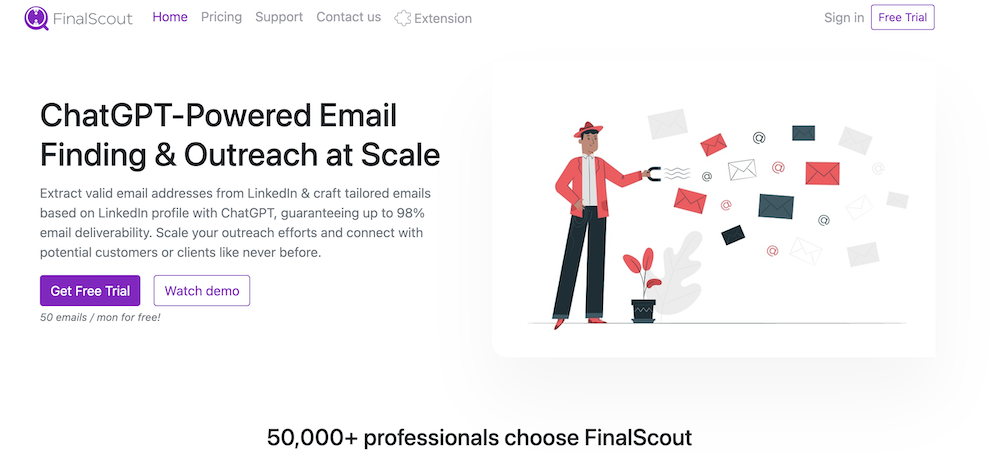 FinalScout Home Pricing Support Contact us Extension Sign in Free Trial
ChatGPT-Powered Email
Finding & Outreach at Scale
Extract valid email addresses from LinkedIn & craft tailored emails
based on LinkedIn profile with ChatGPT, guaranteeing up to 98%
email deliverability. Scale your outreach efforts and connect with
potential customers or clients like never before.
Get Free Trial Watch demo
50 emails / mon for free!
@ @ @ @ @ @
50,000+ professionals choose FinalScout